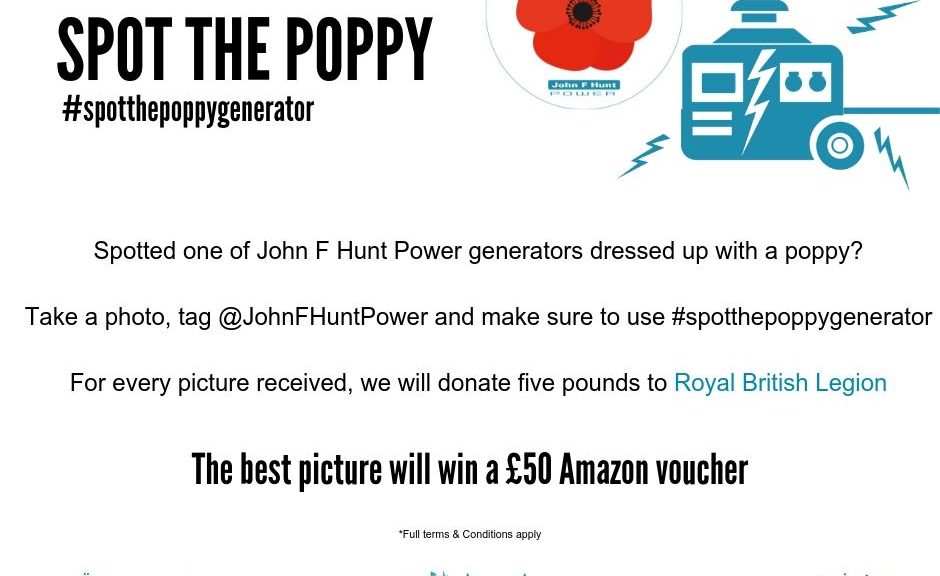 SPOT THE POPPY
#spotthepoppygenerator
John F Hunt
POWER
Spotted one of John F Hunt Power generators dressed up with a poppy?
Take a photo, tag @JohnFHuntPower and make sure to use #spotthepoppygenerator
For every picture received, we will donate five pounds to Royal British Legion
The best picture will win a £50 Amazon voucher
*Full terms & Conditions apply